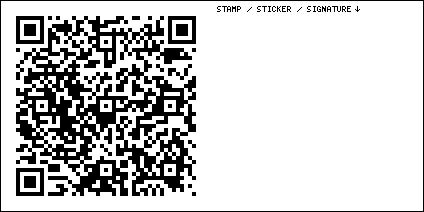 STAMP / STICKER / SIGNATURE ↓